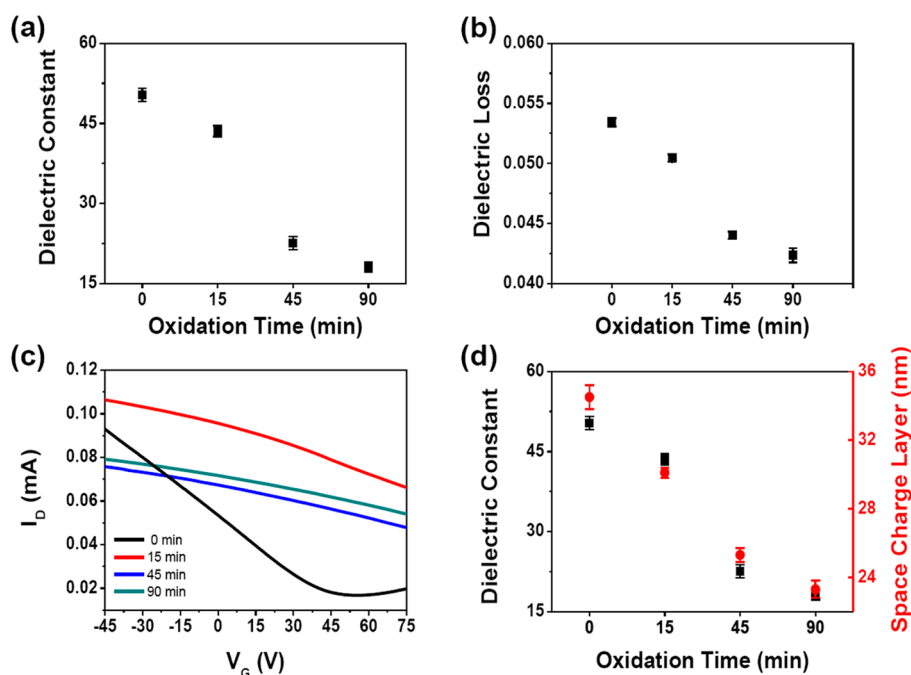 (a)
60
45
30
15
Dielectric Constant
0 15 45 90
Oxidation Time (min)
(b)
0.060
0.055
0.050
0.045
0.040
Dielectric Loss
0 15 45 90
Oxidation Time (min)
(c)
0.12
0.10
0.08
0.06
0.04
0.02
I_D (mA)
0 min
15 min
45 min
90 min
-45 -30 -15 0 15 30 45 60 75
V_G (V)
(d)
60
45
30
15
Dielectric Constant
36
32
28
24
Space Charge Layer (nm)
0 15 45 90
Oxidation Time (min)